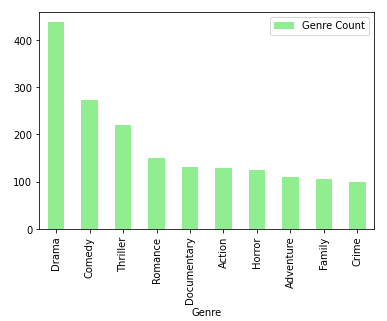 Genre Count
400
300
200
100
0
Drama
Comedy
Thriller
Romance
Documentary
Action
Horror
Adventure
Family
Crime
Genre